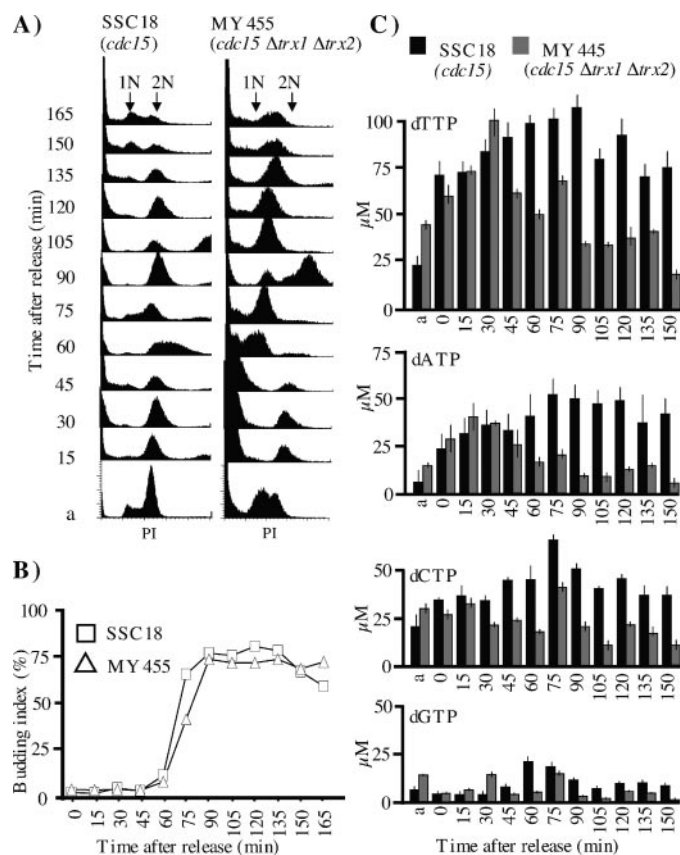 A)
SSC18
(cdc15)
MY 455
(cdc15 Δtrx1 Δtrx2)
1N 2N
1N 2N
Time after release (min)
165
150
135
120
105
90
75
60
45
30
15
a
PI
PI
B)
Budding index (%)
100
75
50
25
0
SSC18
MY 455
0 15 30 45 60 75 90 105 120 135 150 165
Time after release (min)
C)
SSC18
(cdc15)
MY 445
(cdc15 Δtrx1 Δtrx2)
dTTP
μM
100
75
50
25
0
a 0 15 30 45 60 75 90 105 120 135 150
dATP
μM
75
50
25
0
a 0 15 30 45 60 75 90 105 120 135 150
dCTP
μM
50
25
0
a 0 15 30 45 60 75 90 105 120 135 150
dGTP
μM
50
25
0
a 0 15 30 45 60 75 90 105 120 135 150
Time after release (min)